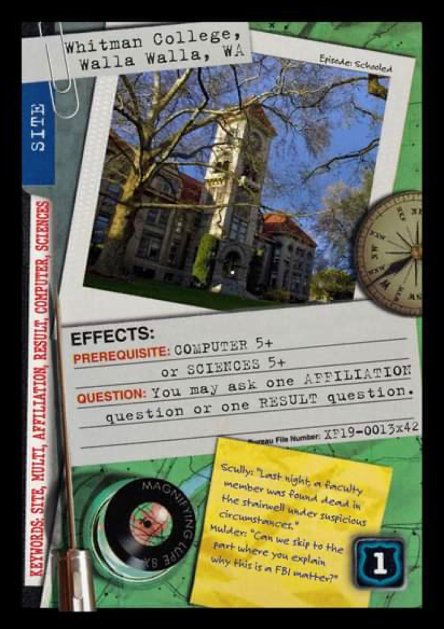 Whitman College,
Walla Walla, WA
Episode: Schooled
SITE
KEYWORDS: SITE, MULTI, AFFILIATION, RESULT, COMPUTER, SCIENCES
EFFECTS:
PREREQUISITE: COMPUTER 5+
or SCIENCES 5+
QUESTION: You may ask one AFFILIATION
question or one RESULT question.
Bureau File Number: XF19-0013x42
MAGNIFYING LUPE 8X
Scully: "Last night, a faculty
member was found dead in
the stairwell under suspicious
circumstances."
Mulder: "Can we skip to the
part where you explain
why this is a FBI matter?"
1